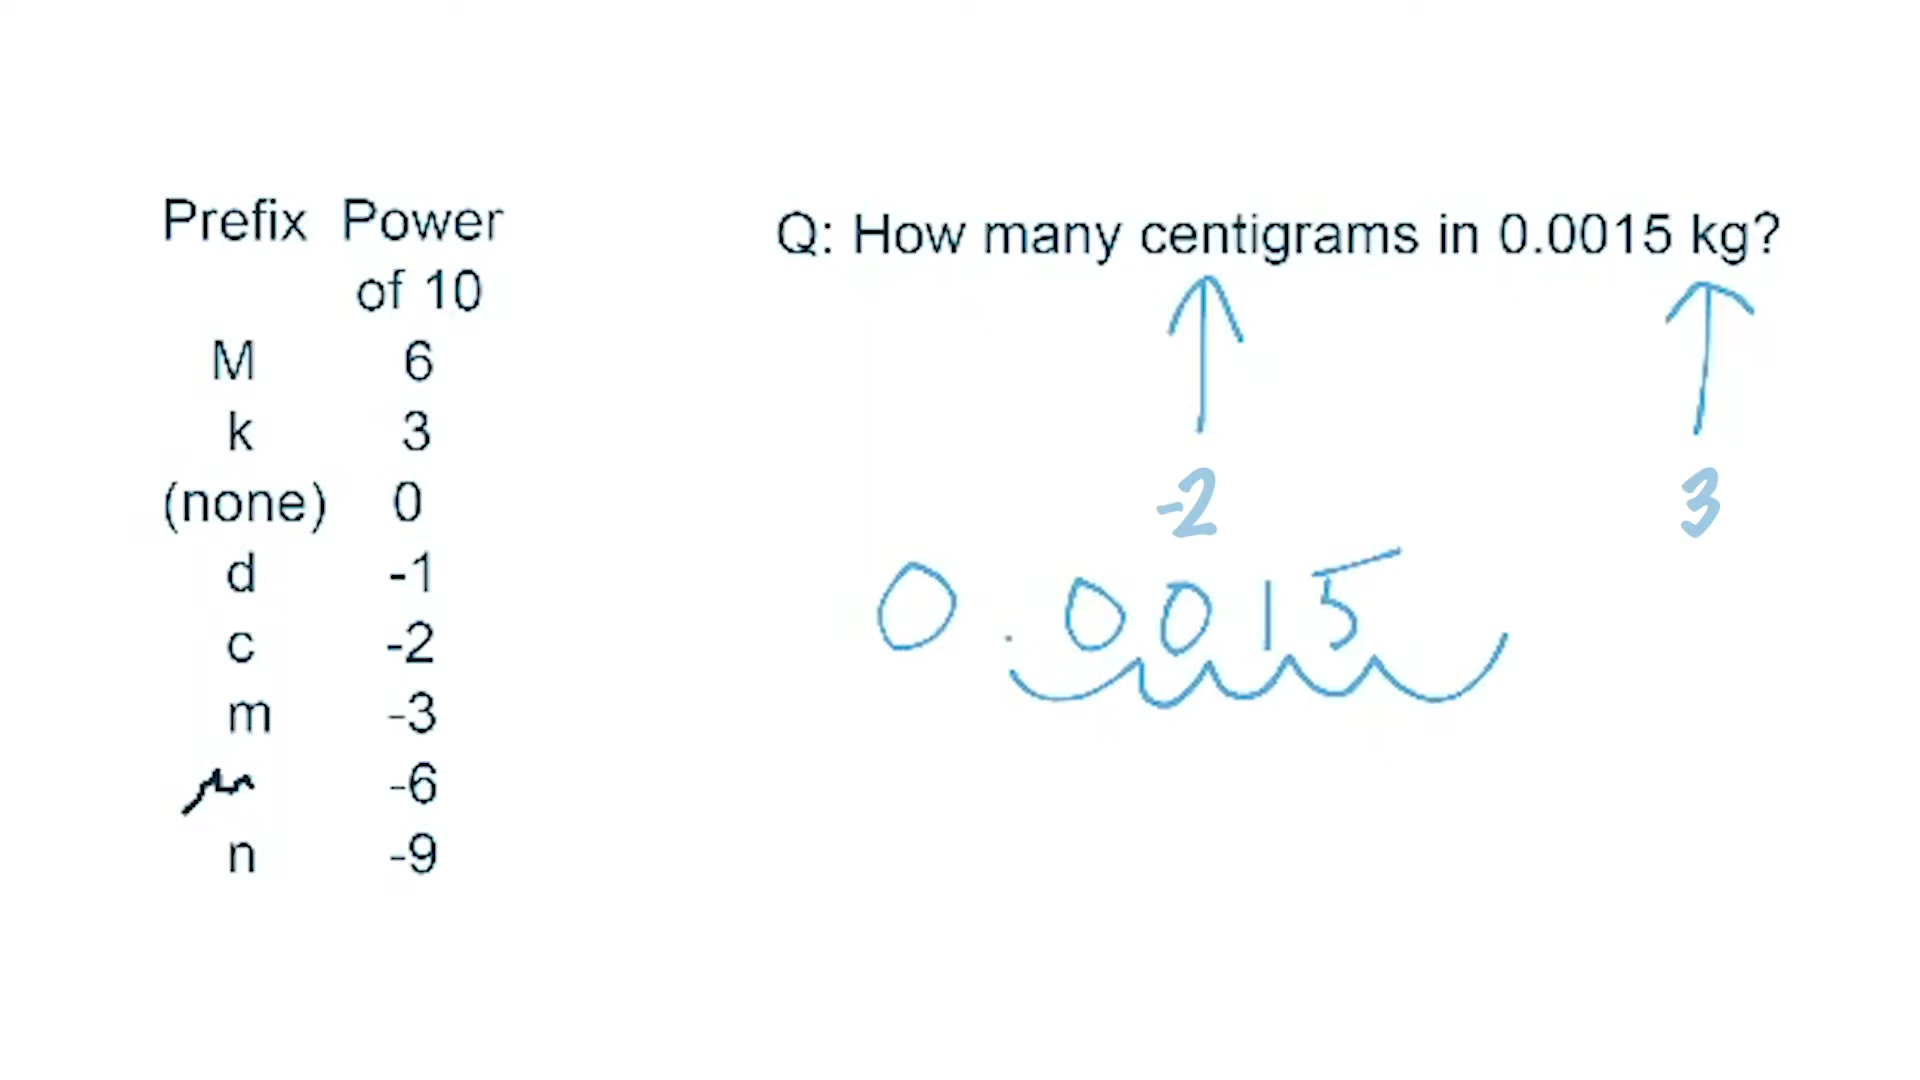 Prefix Power
of 10
M 6
k 3
(none) 0
d -1
c -2
m -3
μ -6
n -9
Q: How many centigrams in 0.0015 kg?
-2 3
0.0015